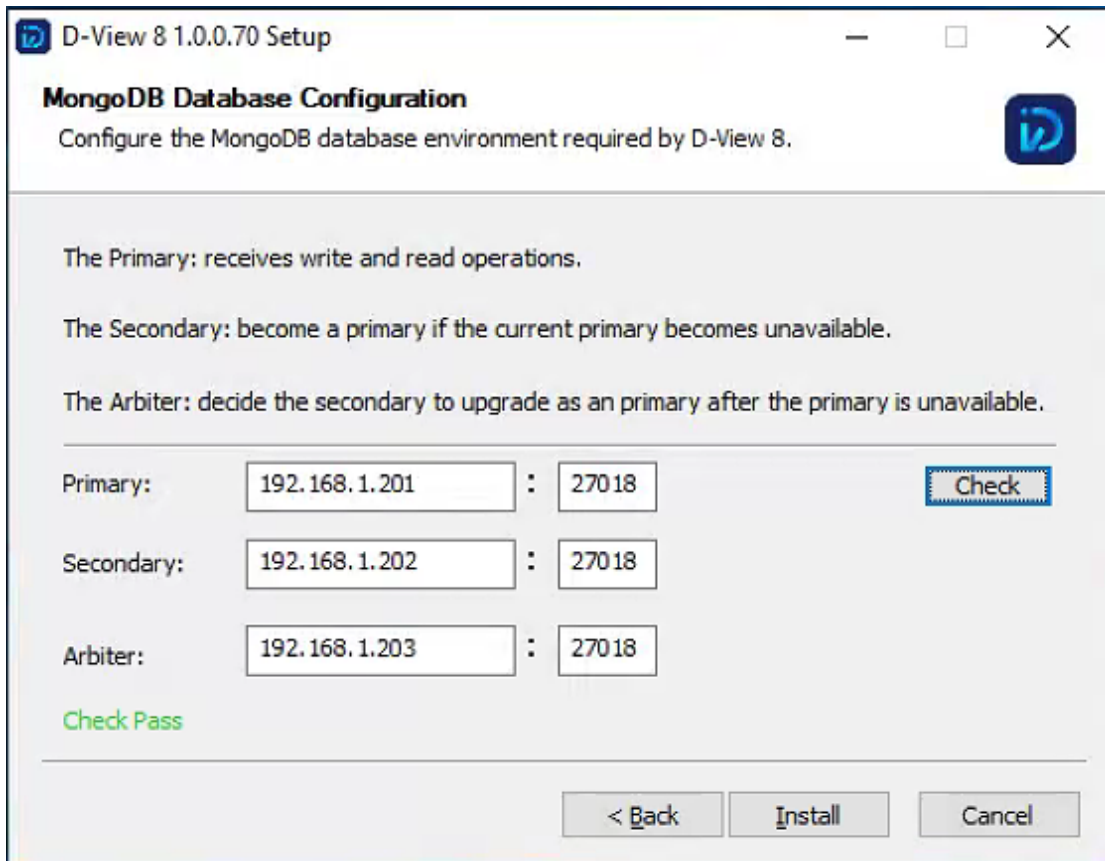 D-View 8 1.0.0.70 Setup
MongoDB Database Configuration
Configure the MongoDB database environment required by D-View 8.
The Primary: receives write and read operations.
The Secondary: become a primary if the current primary becomes unavailable.
The Arbiter: decide the secondary to upgrade as an primary after the primary is unavailable.
Primary: 192.168.1.201 : 27018 Check
Secondary: 192.168.1.202 : 27018
Arbiter: 192.168.1.203 : 27018
Check Pass
< Back Install Cancel